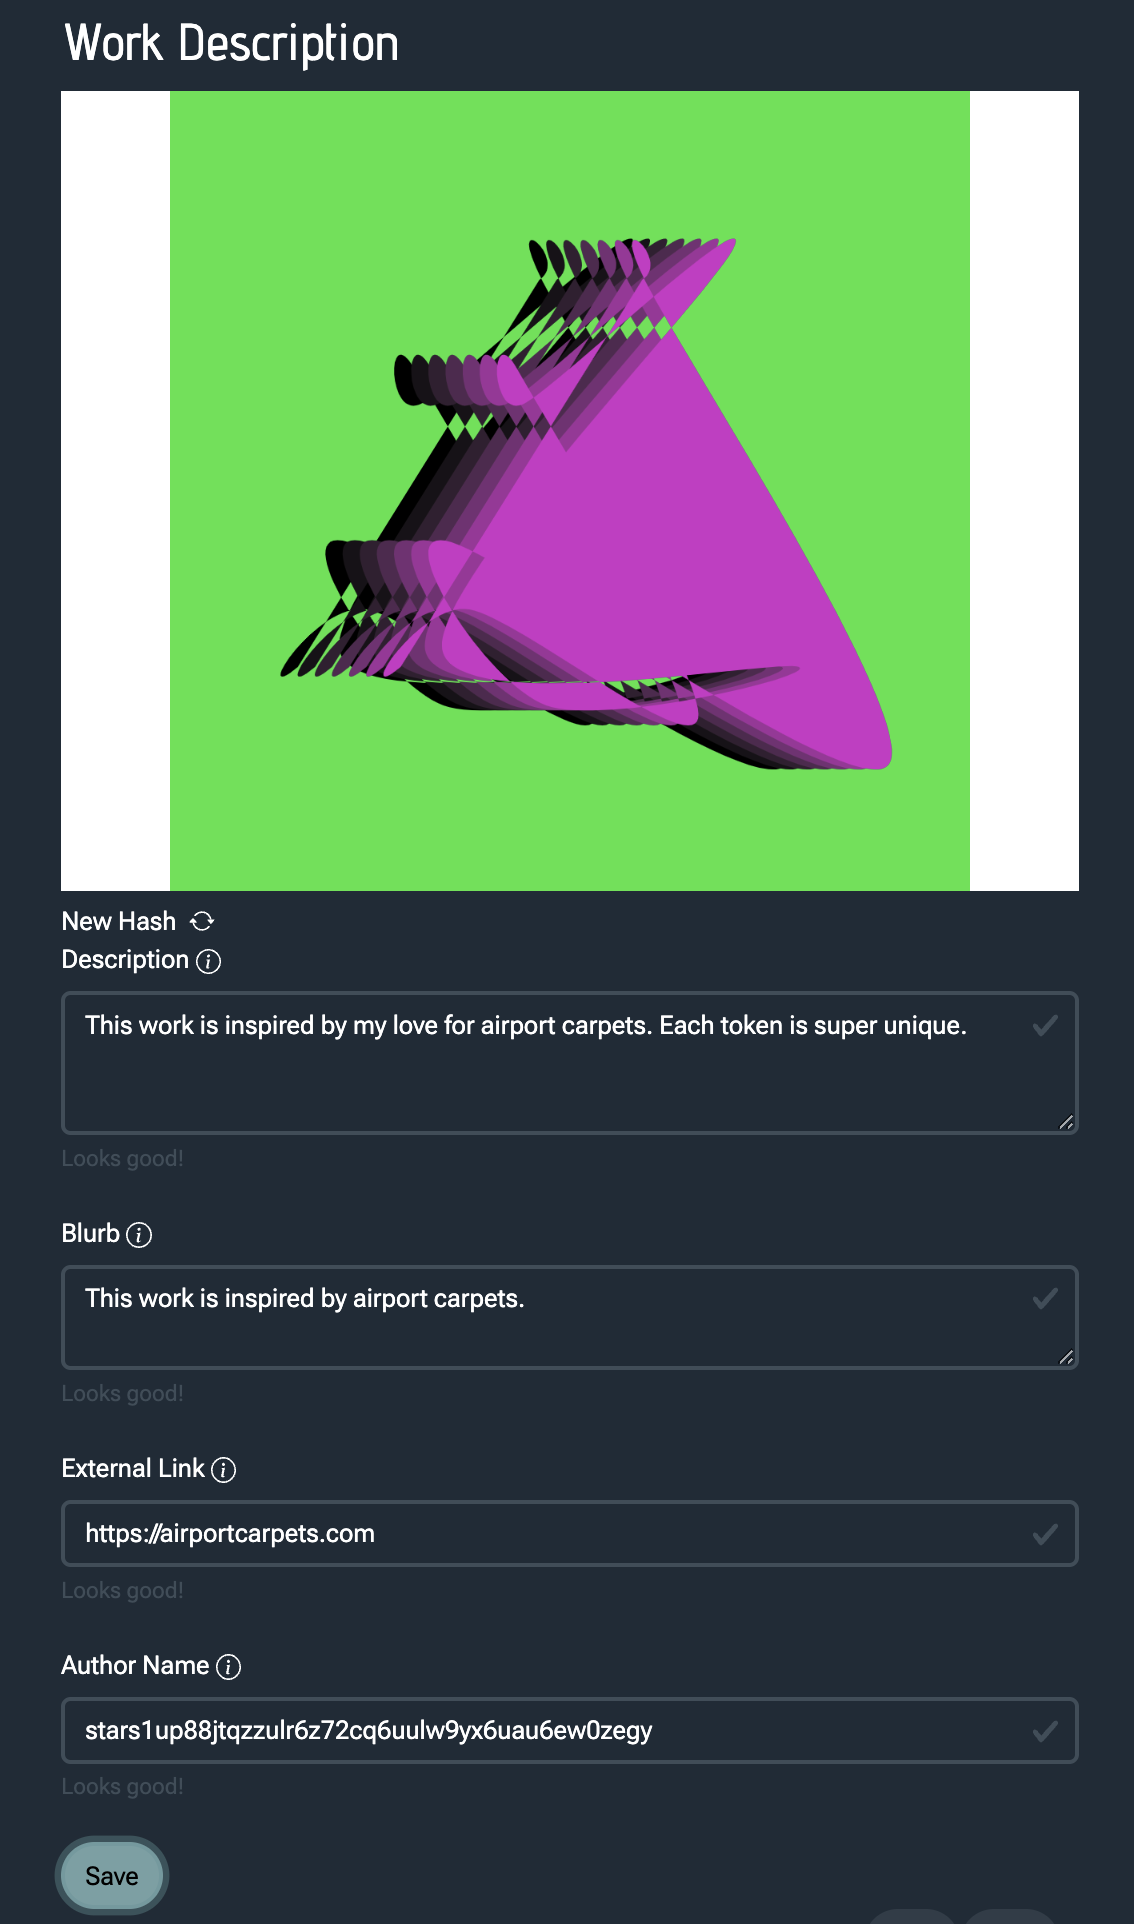 Work Description
New Hash
Description
This work is inspired by my love for airport carpets. Each token is super unique.
Looks good!
Blurb
This work is inspired by airport carpets.
Looks good!
External Link
https://airportcarpets.com
Looks good!
Author Name
stars1up88jtqzzulr6z72cq6uulw9yx6uau6ew0zegy
Looks good!
Save